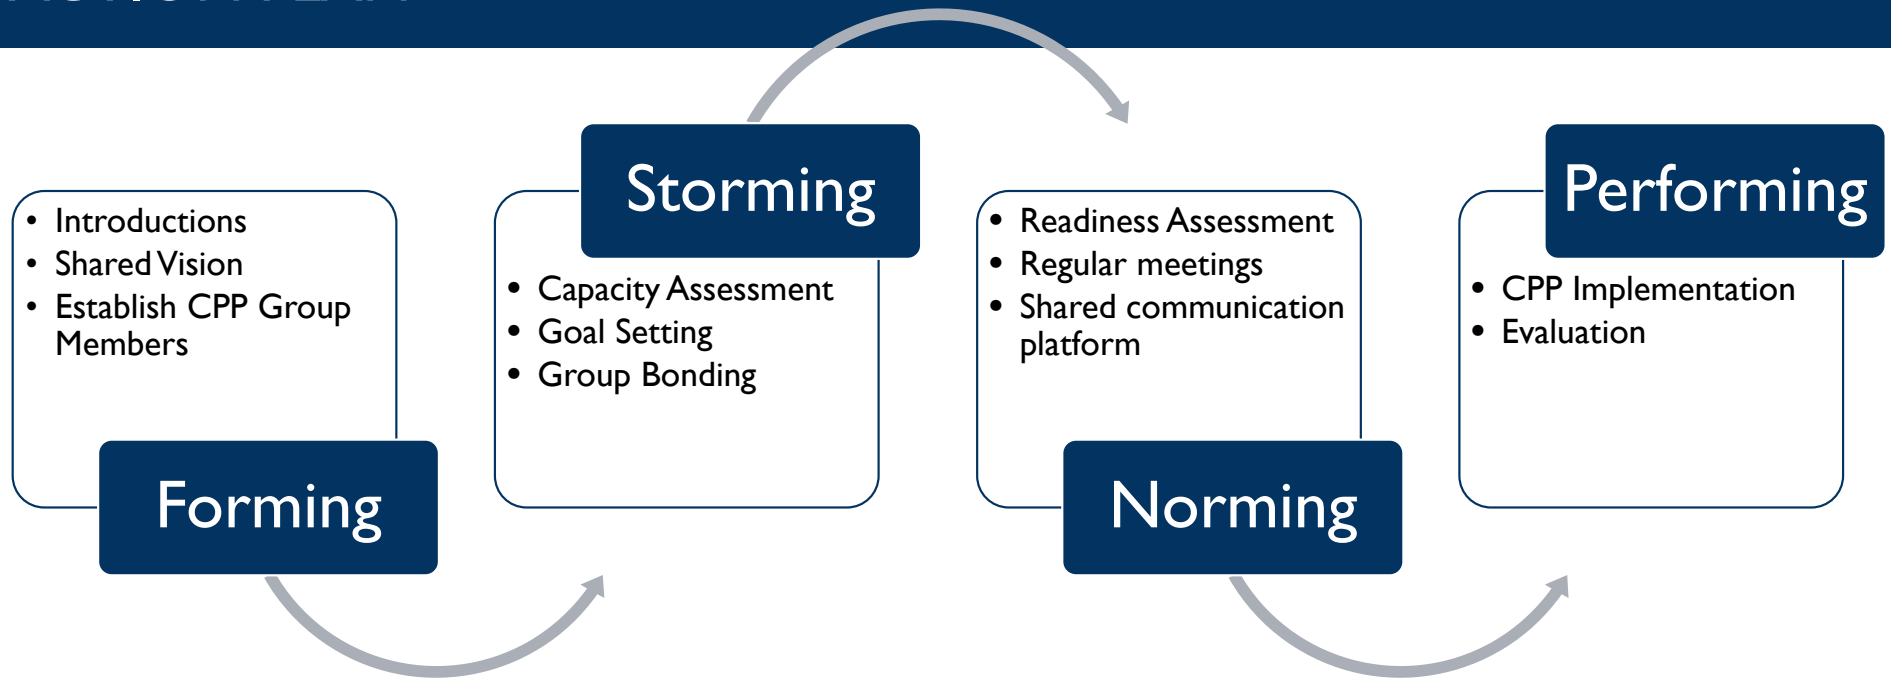 • Introductions
• Shared Vision
• Establish CPP Group
Members
Forming
Storming
• Capacity Assessment
• Goal Setting
• Group Bonding
• Readiness Assessment
• Regular meetings
• Shared communication
platform
Norming
Performing
• CPP Implementation
• Evaluation